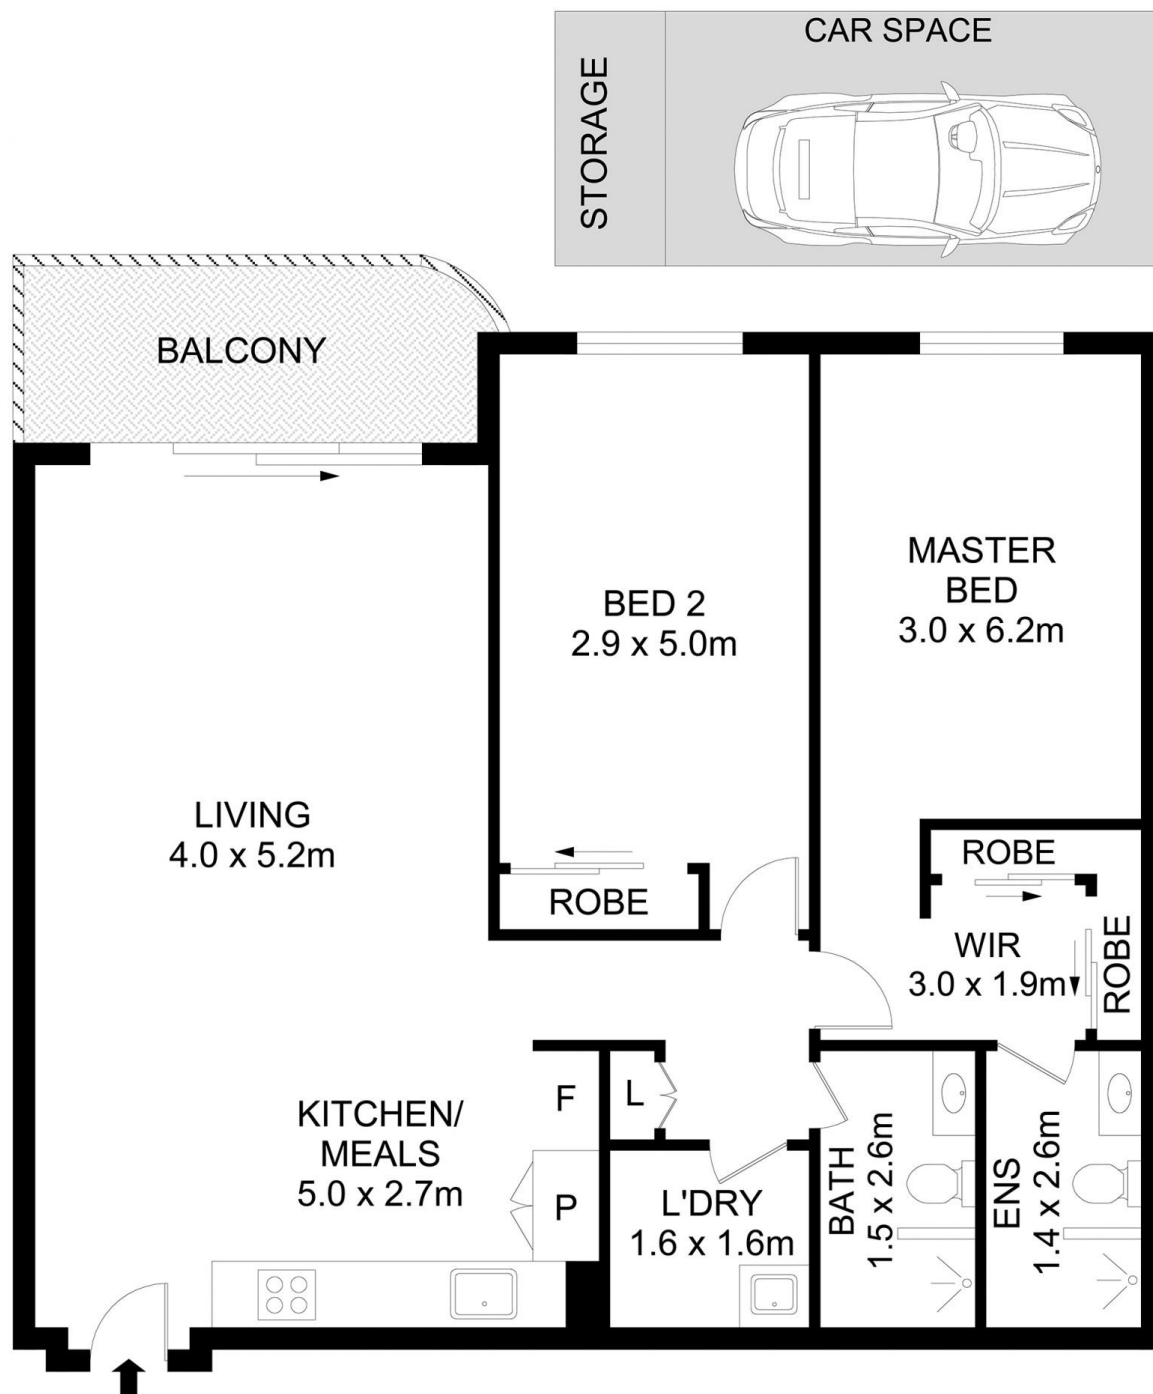 CAR SPACE
STORAGE
BALCONY
BED 2
2.9 x 5.0m
MASTER
BED
3.0 x 6.2m
LIVING
4.0 x 5.2m
ROBE
ROBE
ROBE
WIR
3.0 x 1.9m
KITCHEN/
MEALS
5.0 x 2.7m
F
P
L
L'DRY
1.6 x 1.6m
BATH
1.5 x 2.6m
ENS
1.4 x 2.6m